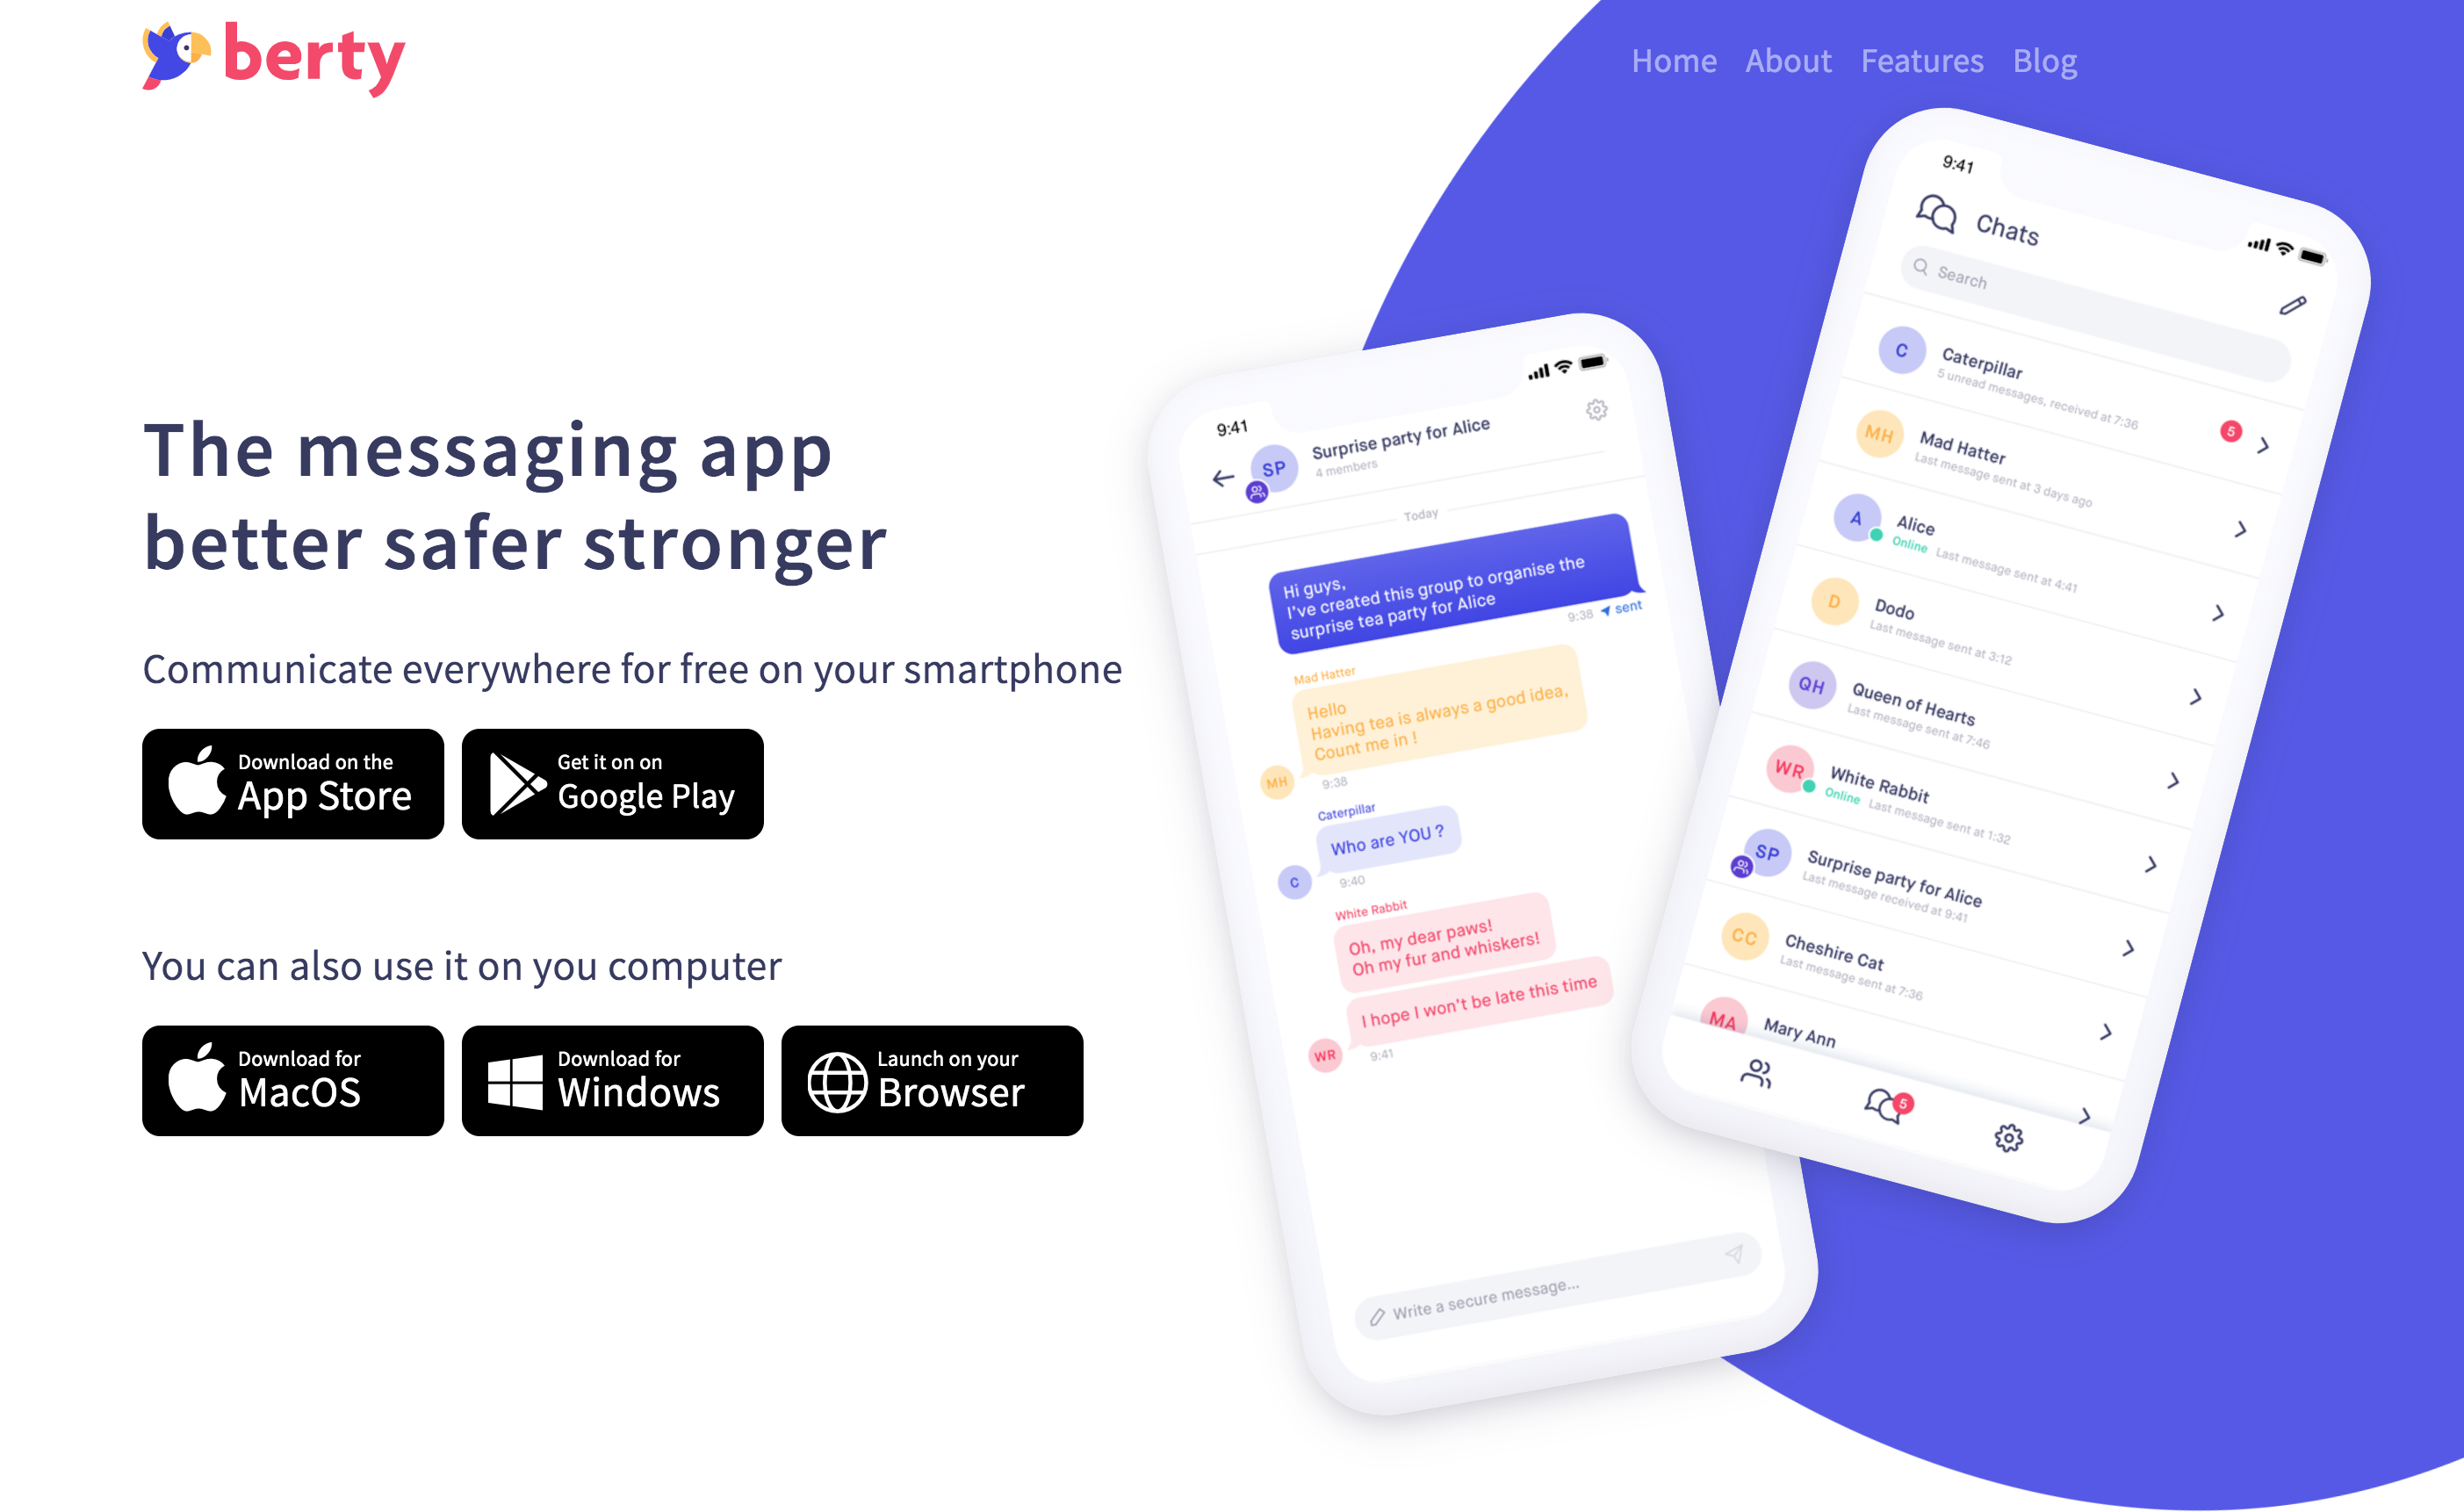 berty
Home About Features Blog
The messaging app
better safer stronger
Communicate everywhere for free on your smartphone
Download on the
App Store
Get it on on
Google Play
You can also use it on you computer
Download for
MacOS
Download for
Windows
Launch on your
Browser
9:41
SP
Surprise party for Alice
4 members
Today
Hi guys,
I've created this group to organise the
surprise tea party for Alice
9:38 sent
Mad Hatter
Hello
Having tea is always a good idea,
Count me in !
MH
9:38
Caterpillar
Who are YOU ?
C
9:40
White Rabbit
Oh, my dear paws!
Oh my fur and whiskers!
I hope I won't be late this time
WR
9:41
Write a secure message...
9:41
Chats
Search
C
Caterpillar
5 unread messages, received at 7:36
5
MH
Mad Hatter
Last message sent at 3 days ago
A
Alice
Online Last message sent at 4:41
D
Dodo
Last message sent at 3:12
QH
Queen of Hearts
Last message sent at 7:46
WR
White Rabbit
Online Last message sent at 1:32
SP
Surprise party for Alice
Last message received at 9:41
CC
Cheshire Cat
Last message sent at 7:36
MA
Mary Ann
5